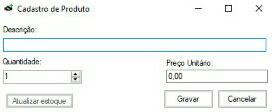 Cadastro de Produto
Descrição:
Quantidade:
Preço Unitário:
1
0,00
Atualizar estoque
Gravar
Cancelar